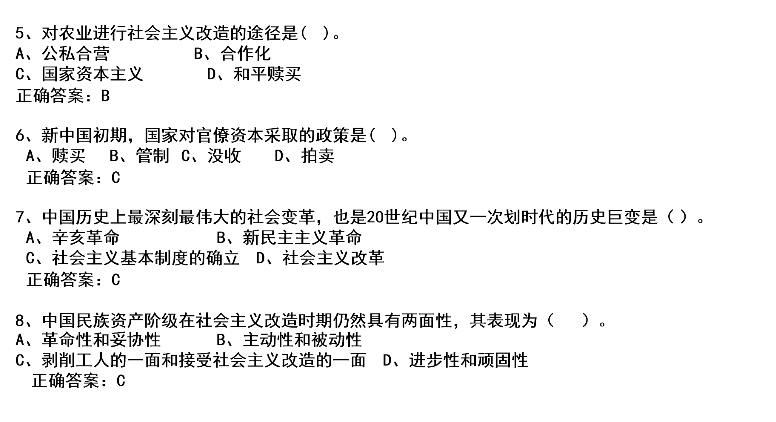 5、对农业进行社会主义改造的途径是(  )。
A、公私合营          B、合作化
C、国家资本主义        D、和平赎买
正确答案：B
6、新中国初期，国家对官僚资本采取的政策是(  )。
A、赎买   B、管制  C、没收     D、拍卖
正确答案：C
7、中国历史上最深刻最伟大的社会变革，也是20世纪中国又一次划时代的历史巨变是（ ）。
A、辛亥革命            B、新民主主义革命
C、社会主义基本制度的确立  D、社会主义改革
正确答案：C
8、中国民族资产阶级在社会主义改造时期仍然具有两面性，其表现为（   ）。
A、革命性和妥协性       B、主动性和被动性
C、剥削工人的一面和接受社会主义改造的一面  D、进步性和顽固性
正确答案：C